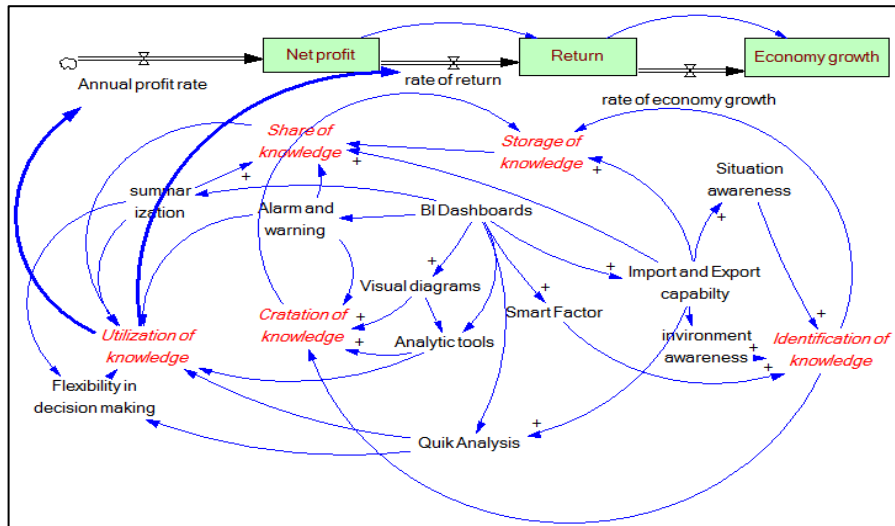 Net profit
Return
Economy growth
Annual profit rate
rate of return
rate of economy growth
Share of
knowledge
+
Storage of
knowledge
+
Situation
awareness
+
summar
ization
+
Alarm and
warning
BI Dashboards
+
Import and Export
capabilty
+
Visual diagrams
+
Smart Factor
+
Utilization of
knowledge
Cratation of
knowledge
+
+
Analytic tools
invironment
awareness
+
+
+
Identification of
knowledge
Flexibility in
decision making
+
Quik Analysis